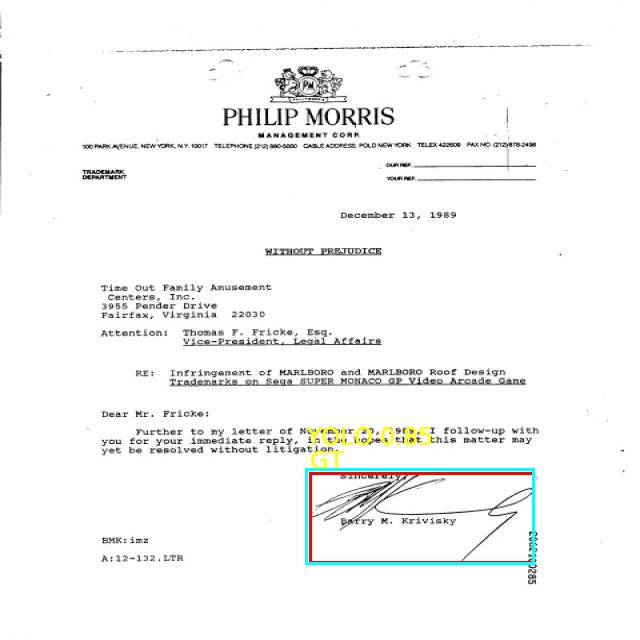 PM
PHILIP MORRIS
MANAGEMENT CORP.
100 PARK AVENUE, NEW YORK, N.Y. 10017 TELEPHONE (212) 880-5000 CABLE ADDRESS: POLD NEW YORK TELEX 422609 FAX NO. (212) 878-2498
OUR REF.
TRADEMARK
DEPARTMENT
YOUR REF.
December 13, 1989
WITHOUT PREJUDICE
Time Out Family Amusement
Centers, Inc.
3955 Pender Drive
Fairfax, Virginia 22030
Attention: Thomas F. Fricke, Esq.
Vice-President, Legal Affairs
RE: Infringement of MARLBORO and MARLBORO Roof Design
Trademarks on Sega SUPER MONACO GP Video Arcade Game
Dear Mr. Fricke:
Further to my letter of November 20, 1989, I follow-up with
you for your immediate reply, in the hopes that this matter may
yet be resolved without litigation.
YOLO 0.85
GT
Sincerely,
Barry M. Krivisky
BMK:imz
A:12-132.LTR